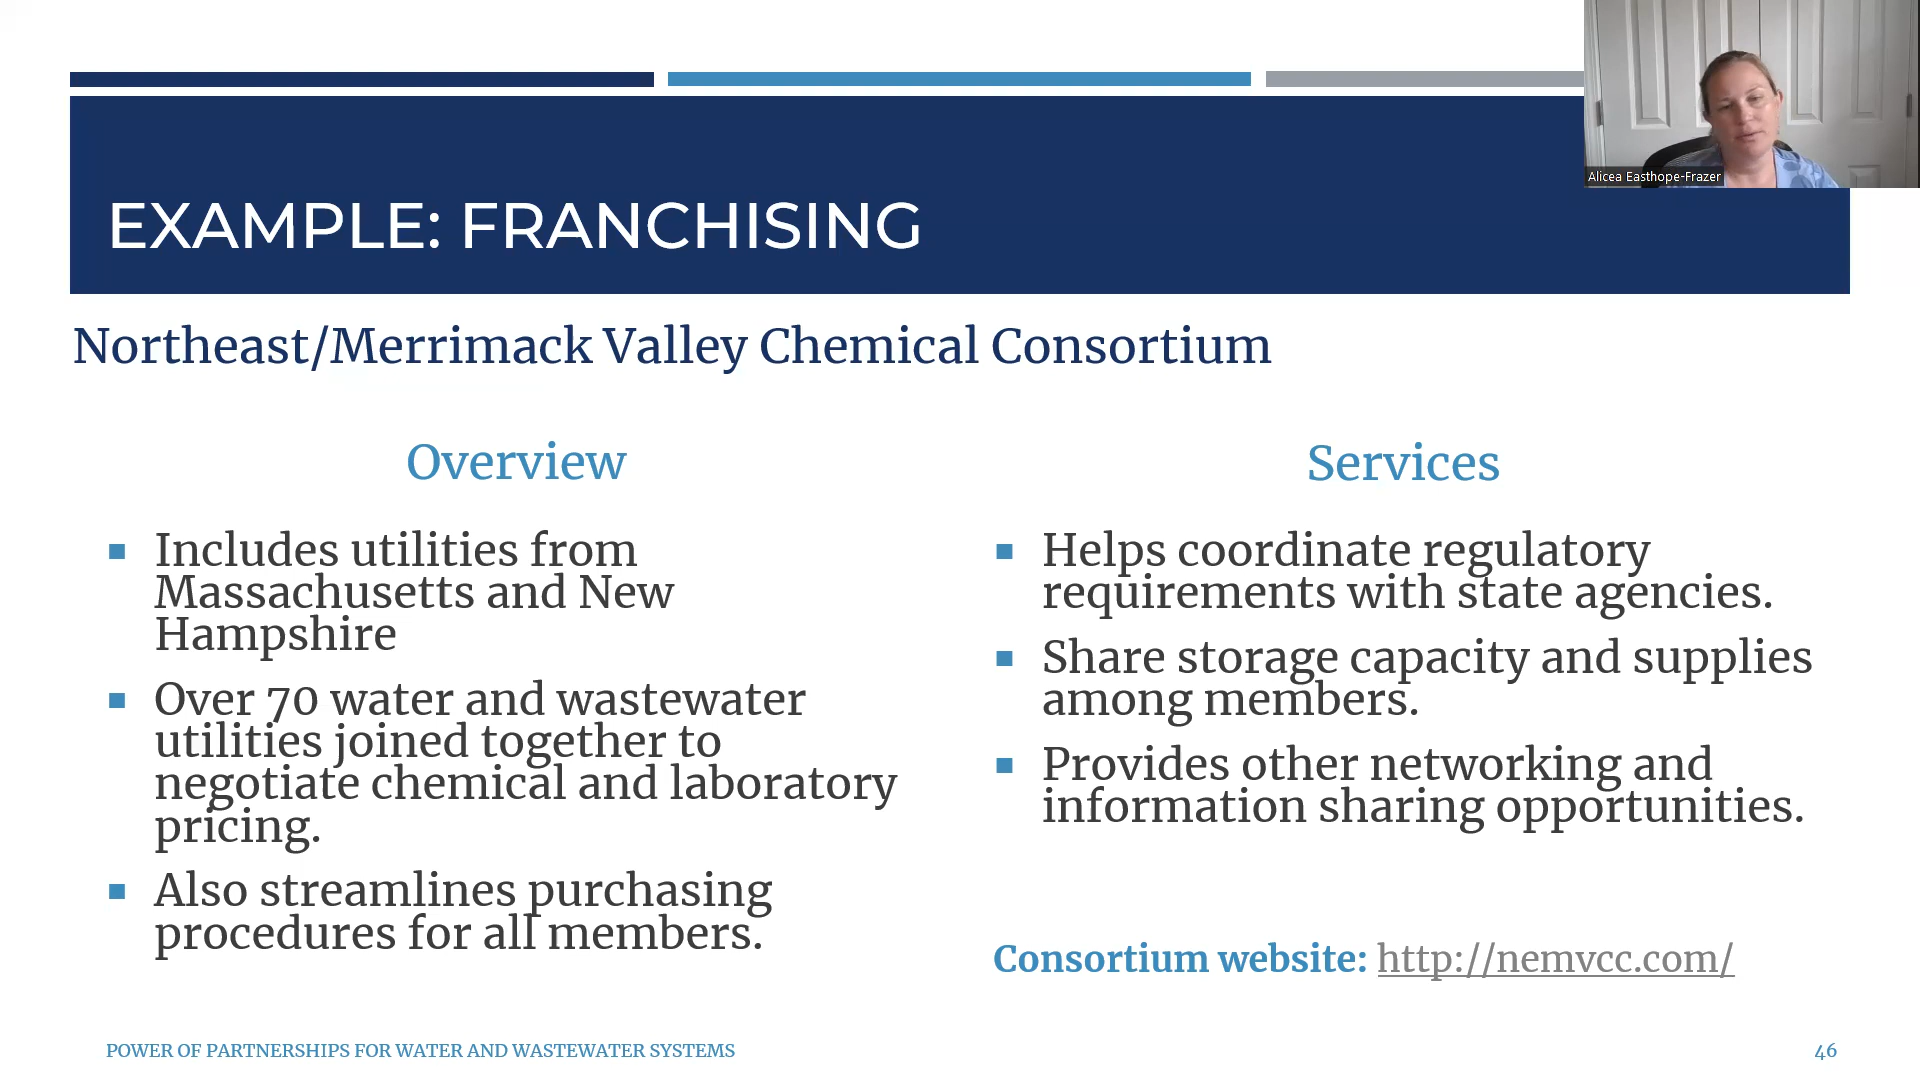 Alicea Easthope-Frazer
EXAMPLE: FRANCHISING
Northeast/Merrimack Valley Chemical Consortium
Overview
Includes utilities from
Massachusetts and New
Hampshire
Over 70 water and wastewater
utilities joined together to
negotiate chemical and laboratory
pricing.
Also streamlines purchasing
procedures for all members.
Services
Helps coordinate regulatory
requirements with state agencies.
Share storage capacity and supplies
among members.
Provides other networking and
information sharing opportunities.
Consortium website: http://nemvcc.com/
POWER OF PARTNERSHIPS FOR WATER AND WASTEWATER SYSTEMS
46